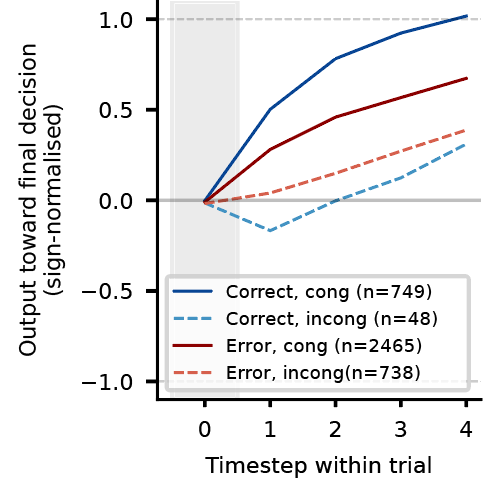 Output toward final decision
(sign-normalised)
1.0
0.5
0.0
−0.5
−1.0
Correct, cong (n=749)
Correct, incong (n=48)
Error, cong (n=2465)
Error, incong(n=738)
0 1 2 3 4
Timestep within trial